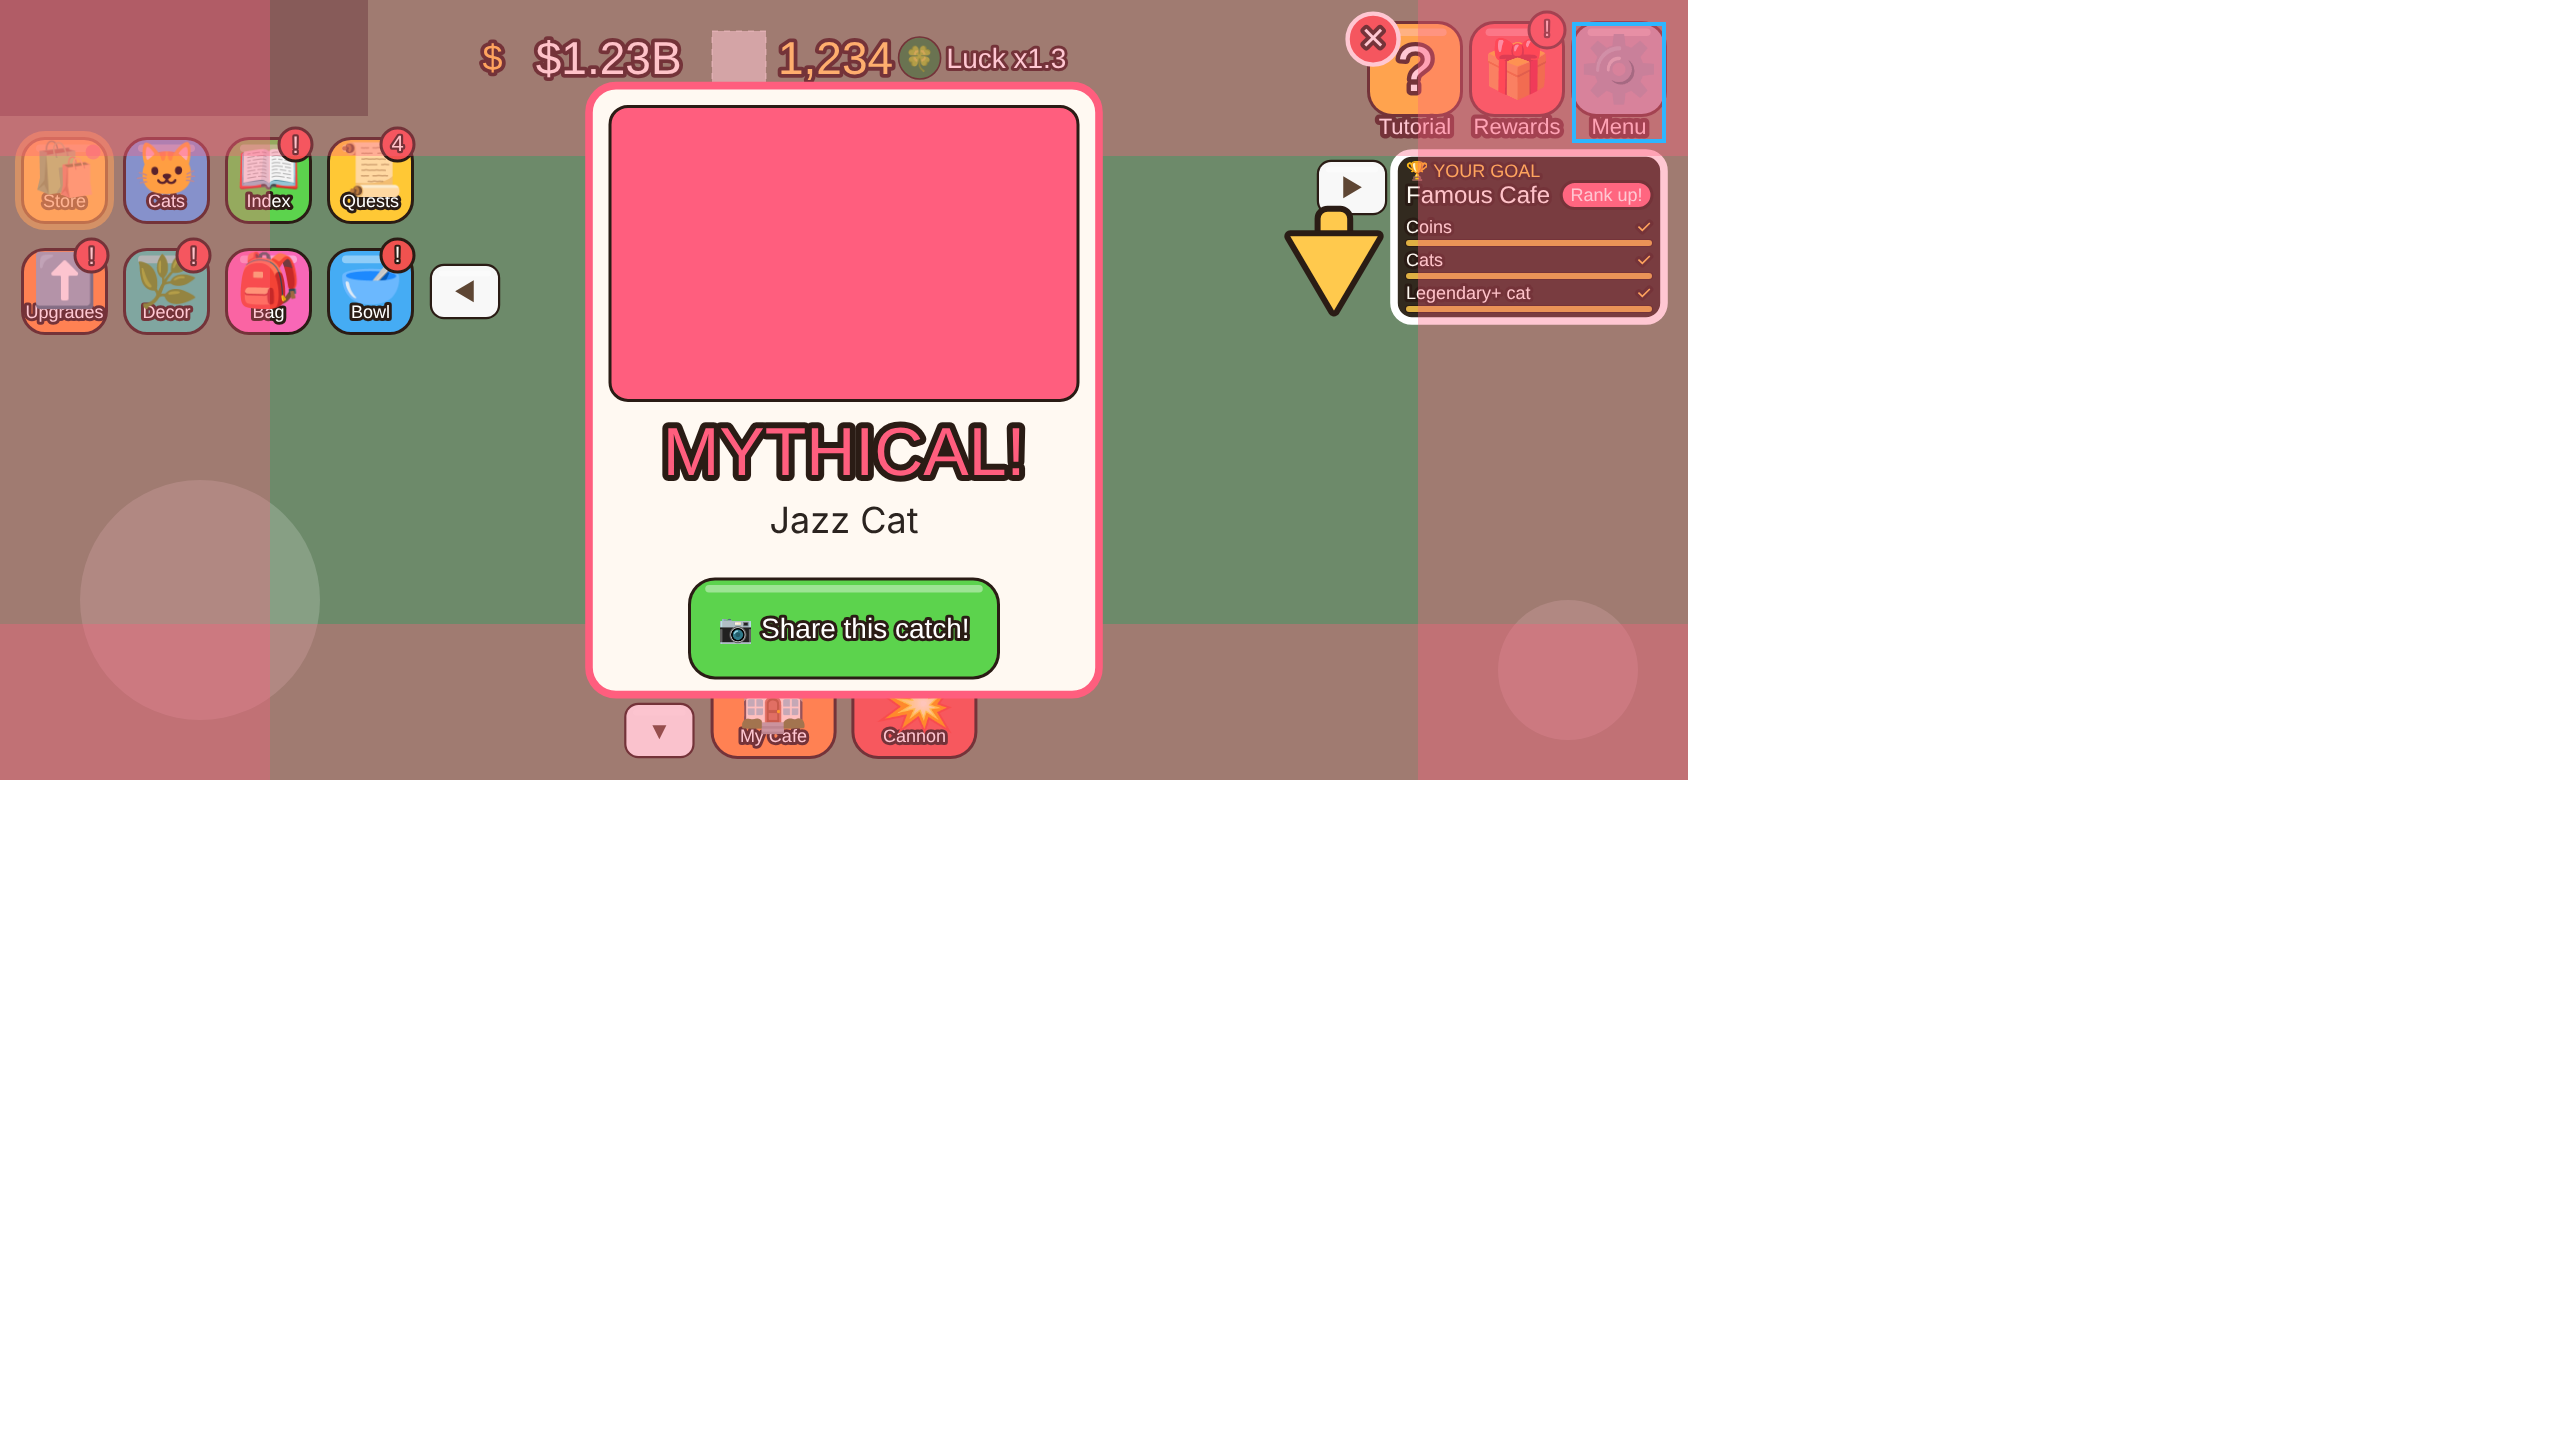 $ $1.23B 1,234 Luck x1.3
? ! ✕
Tutorial Rewards Menu
Store Cats ! Index 4 Quests
! Upgrades ! Decor Bag ! Bowl
🏆 YOUR GOAL
Famous Cafe Rank up!
Coins ✓
Cats ✓
Legendary+ cat ✓
MYTHICAL!
Jazz Cat
📷 Share this catch!
My Cafe Cannon